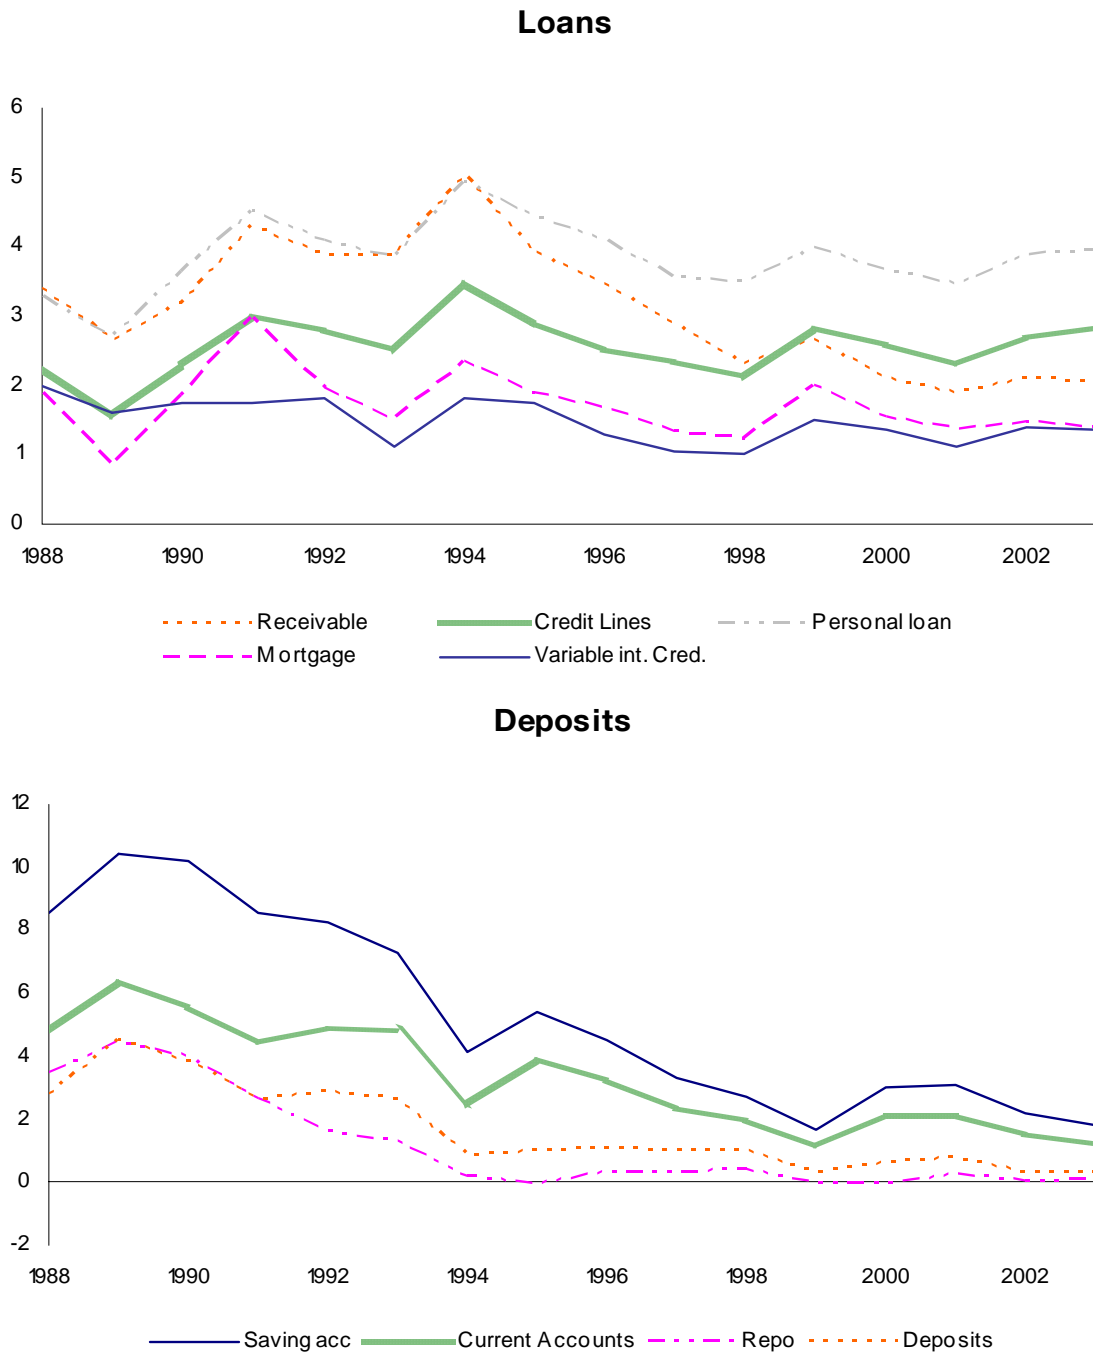 Loans
6
5
4
3
2
1
0
1988 1990 1992 1994 1996 1998 2000 2002
Receivable Credit Lines Personal loan
Mortgage Variable int. Cred.
Deposits
12
10
8
6
4
2
0
-2
1988 1990 1992 1994 1996 1998 2000 2002
Saving acc Current Accounts Repo Deposits